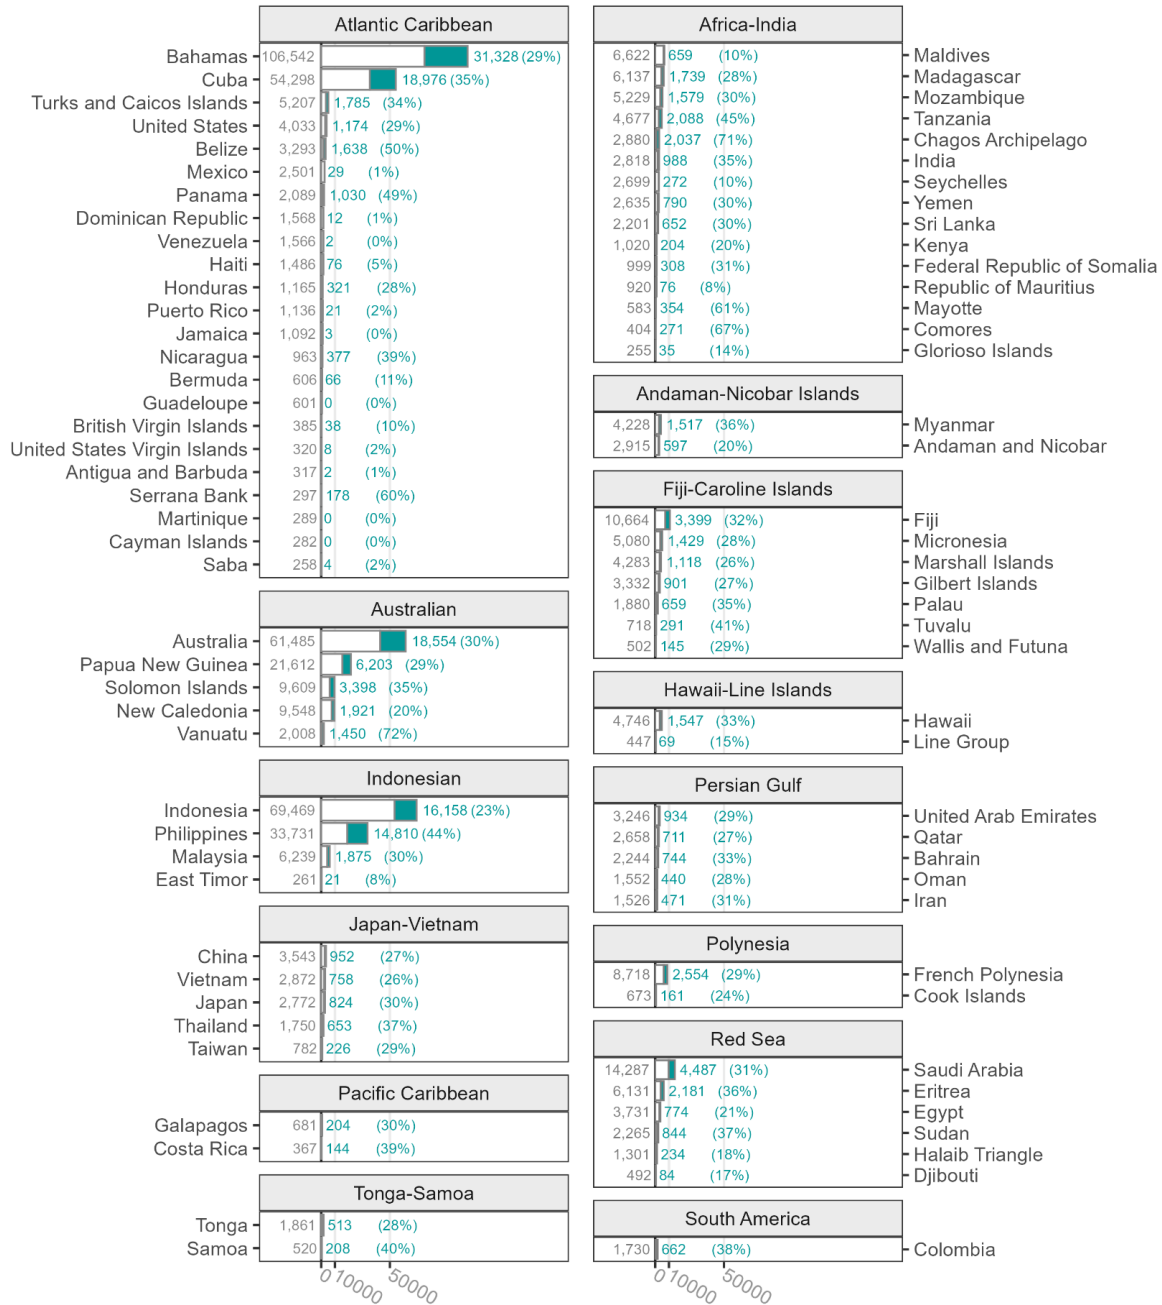 Atlantic Caribbean
Bahamas 106,542 31,328 (29%)
Cuba 54,298 18,976 (35%)
Turks and Caicos Islands 5,207 1,785 (34%)
United States 4,033 1,174 (29%)
Belize 3,293 1,638 (50%)
Mexico 2,501 29 (1%)
Panama 2,089 1,030 (49%)
Dominican Republic 1,568 12 (1%)
Venezuela 1,566 2 (0%)
Haiti 1,486 76 (5%)
Honduras 1,165 321 (28%)
Puerto Rico 1,136 21 (2%)
Jamaica 1,092 3 (0%)
Nicaragua 963 377 (39%)
Bermuda 606 66 (11%)
Guadeloupe 601 0 (0%)
British Virgin Islands 385 38 (10%)
United States Virgin Islands 320 8 (2%)
Antigua and Barbuda 317 2 (1%)
Serrana Bank 297 178 (60%)
Martinique 289 0 (0%)
Cayman Islands 282 0 (0%)
Saba 258 4 (2%)
Australian
Australia 61,485 18,554 (30%)
Papua New Guinea 21,612 6,203 (29%)
Solomon Islands 9,609 3,398 (35%)
New Caledonia 9,548 1,921 (20%)
Vanuatu 2,008 1,450 (72%)
Indonesian
Indonesia 69,469 16,158 (23%)
Philippines 33,731 14,810 (44%)
Malaysia 6,239 1,875 (30%)
East Timor 261 21 (8%)
Japan-Vietnam
China 3,543 952 (27%)
Vietnam 2,872 758 (26%)
Japan 2,772 824 (30%)
Thailand 1,750 653 (37%)
Taiwan 782 226 (29%)
Pacific Caribbean
Galapagos 681 204 (30%)
Costa Rica 367 144 (39%)
Tonga-Samoa
Tonga 1,861 513 (28%)
Samoa 520 208 (40%)
0 10000 50000
Africa-India
6,622 659 (10%) Maldives
6,137 1,739 (28%) Madagascar
5,229 1,579 (30%) Mozambique
4,677 2,088 (45%) Tanzania
2,880 2,037 (71%) Chagos Archipelago
2,818 988 (35%) India
2,699 272 (10%) Seychelles
2,635 790 (30%) Yemen
2,201 652 (30%) Sri Lanka
1,020 204 (20%) Kenya
999 308 (31%) Federal Republic of Somalia
920 76 (8%) Republic of Mauritius
583 354 (61%) Mayotte
404 271 (67%) Comores
255 35 (14%) Glorioso Islands
Andaman-Nicobar Islands
4,228 1,517 (36%) Myanmar
2,915 597 (20%) Andaman and Nicobar
Fiji-Caroline Islands
10,664 3,399 (32%) Fiji
5,080 1,429 (28%) Micronesia
4,283 1,118 (26%) Marshall Islands
3,332 901 (27%) Gilbert Islands
1,880 659 (35%) Palau
718 291 (41%) Tuvalu
502 145 (29%) Wallis and Futuna
Hawaii-Line Islands
4,746 1,547 (33%) Hawaii
447 69 (15%) Line Group
Persian Gulf
3,246 934 (29%) United Arab Emirates
2,658 711 (27%) Qatar
2,244 744 (33%) Bahrain
1,552 440 (28%) Oman
1,526 471 (31%) Iran
Polynesia
8,718 2,554 (29%) French Polynesia
673 161 (24%) Cook Islands
Red Sea
14,287 4,487 (31%) Saudi Arabia
6,131 2,181 (36%) Eritrea
3,731 774 (21%) Egypt
2,265 844 (37%) Sudan
1,301 234 (18%) Halaib Triangle
492 84 (17%) Djibouti
South America
1,730 662 (38%) Colombia
0 10000 50000